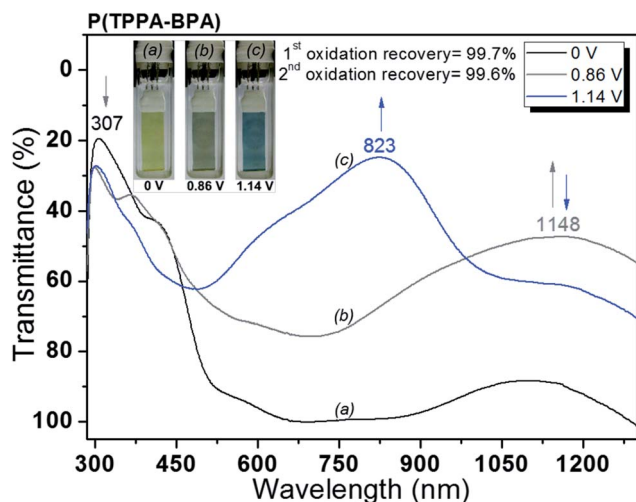 P(TPPA-BPA)
(a) (b) (c)
1st oxidation recovery= 99.7%
2nd oxidation recovery= 99.6%
0 V
0.86 V
1.14 V
0 V 0.86 V 1.14 V
307
823
1148
(c)
(b)
(a)
0
20
40
60
80
100
Transmittance (%)
300 450 600 750 900 1050 1200
Wavelength (nm)